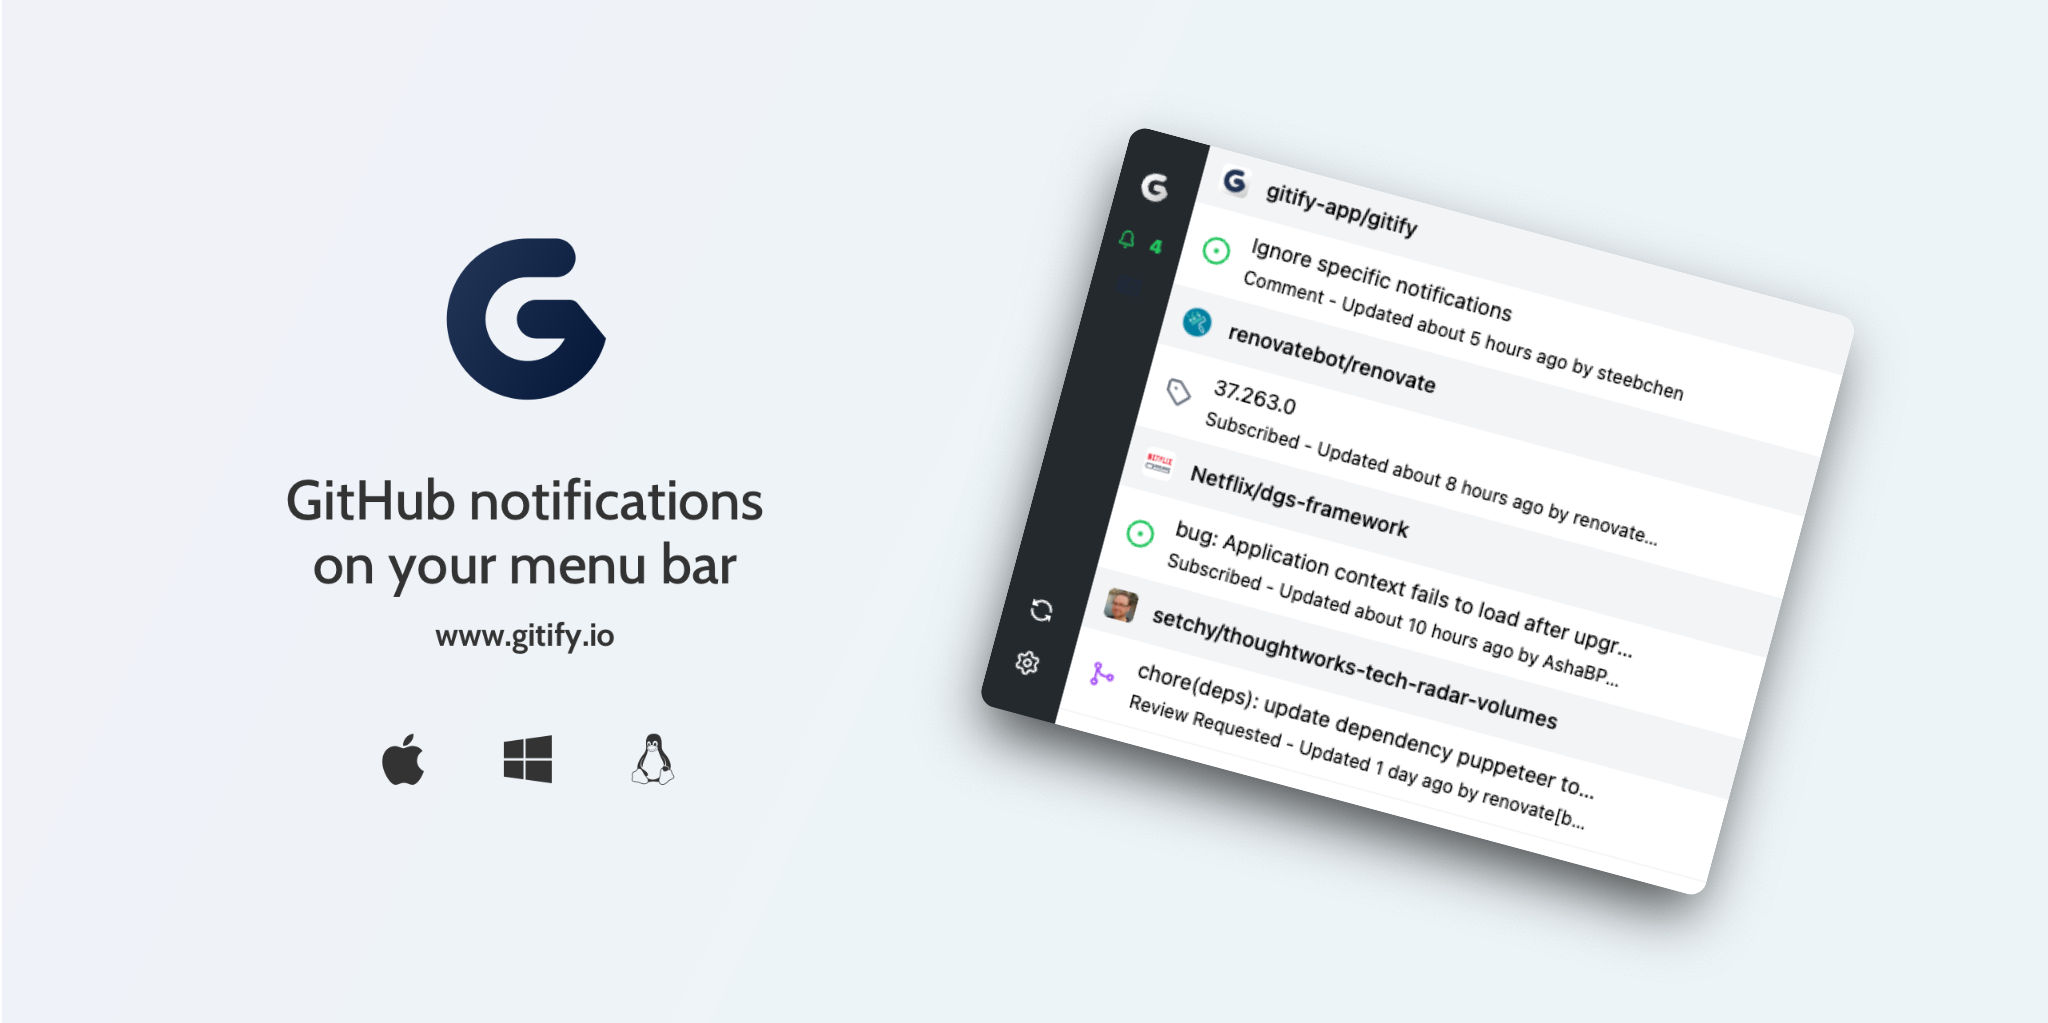 GitHub notifications
on your menu bar
www.gitify.io
4
gitify-app/gitify
Ignore specific notifications
Comment - Updated about 5 hours ago by steebchen
renovatebot/renovate
37.263.0
Subscribed - Updated about 8 hours ago by renovate...
NETFLIX
Netflix/dgs-framework
bug: Application context fails to load after upgr...
Subscribed - Updated about 10 hours ago by AshaBP...
setchy/thoughtworks-tech-radar-volumes
chore(deps): update dependency puppeteer to...
Review Requested - Updated 1 day ago by renovate[b...